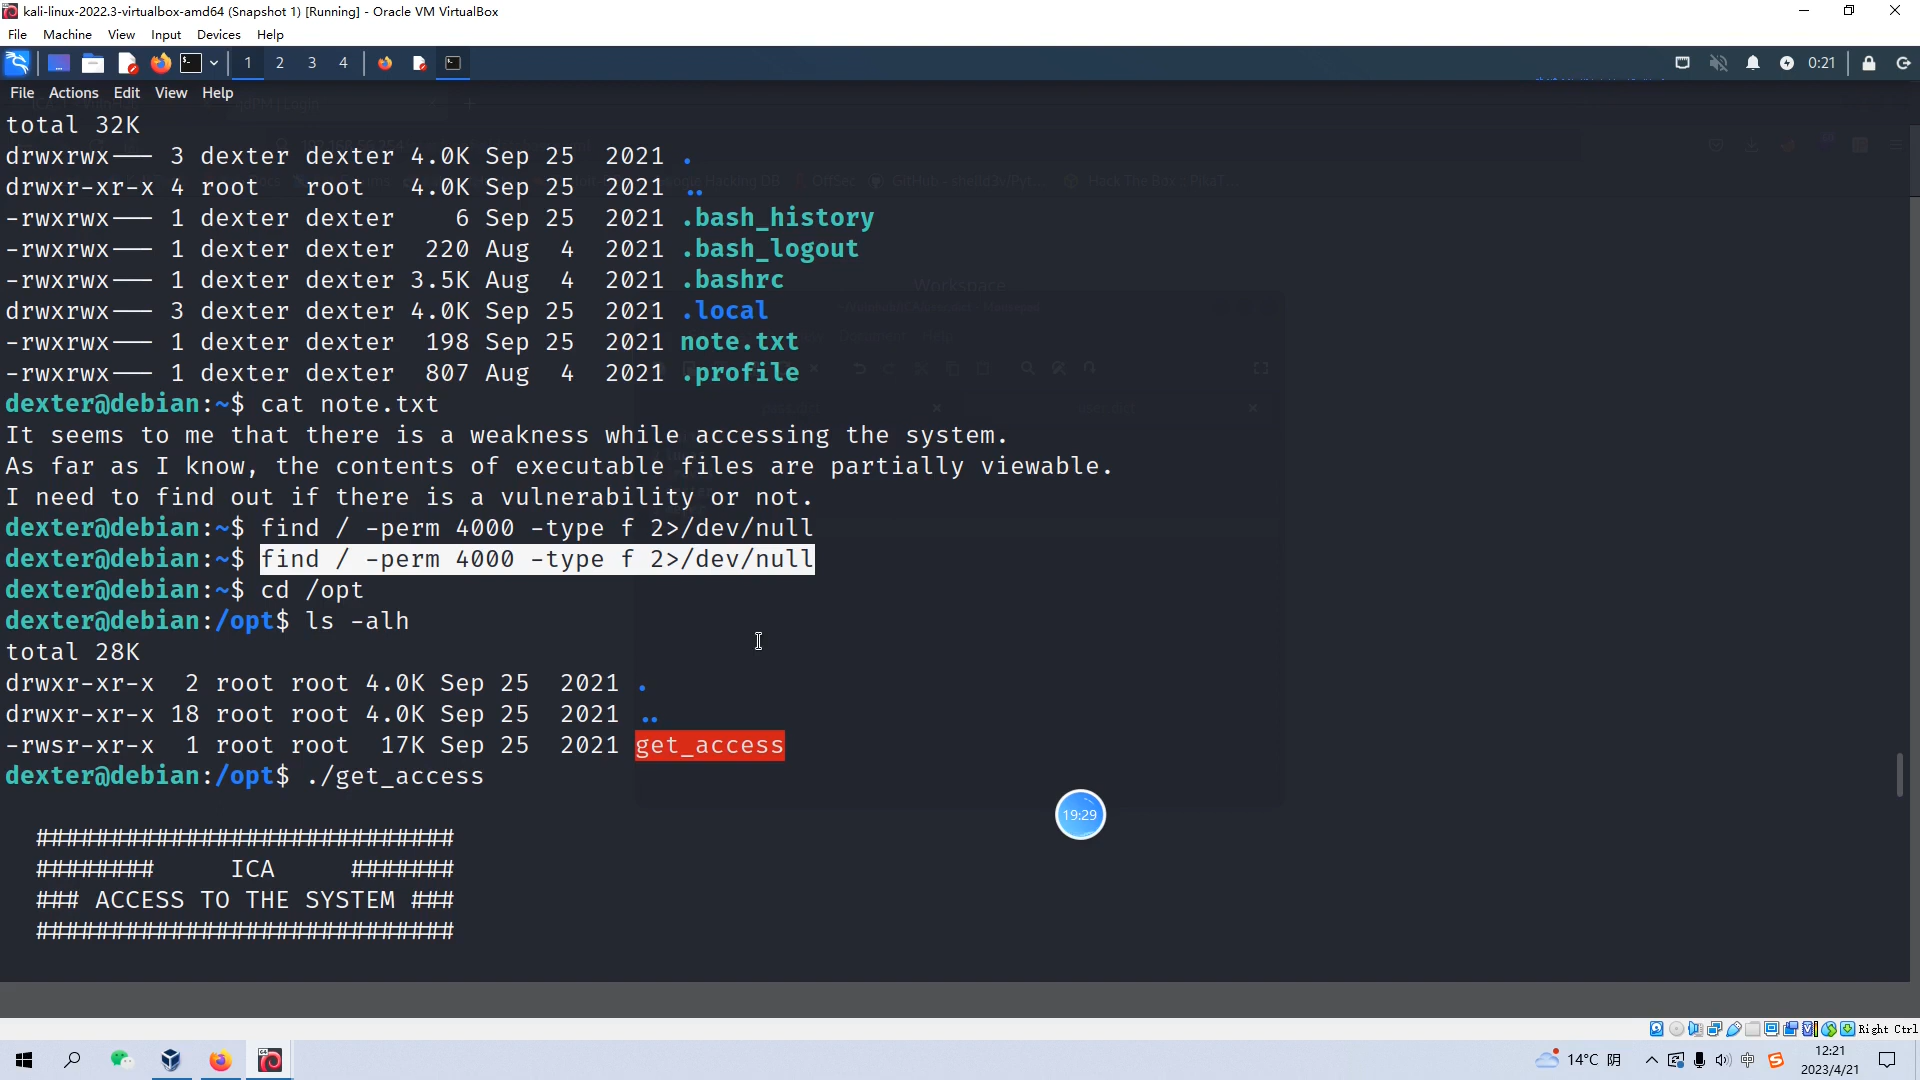 kali-linux-2022.3-virtualbox-amd64 (Snapshot 1) [Running] - Oracle VM VirtualBox
File Machine View Input Devices Help
1 2 3 4 0:21
File Actions Edit View Help
total 32K
drwxrwx--- 3 dexter dexter 4.0K Sep 25 2021 .
drwxr-xr-x 4 root root 4.0K Sep 25 2021 ..
-rwxrwx--- 1 dexter dexter 6 Sep 25 2021 .bash_history
-rwxrwx--- 1 dexter dexter 220 Aug 4 2021 .bash_logout
-rwxrwx--- 1 dexter dexter 3.5K Aug 4 2021 .bashrc
drwxrwx--- 3 dexter dexter 4.0K Sep 25 2021 .local
-rwxrwx--- 1 dexter dexter 198 Sep 25 2021 note.txt
-rwxrwx--- 1 dexter dexter 807 Aug 4 2021 .profile
dexter@debian:~$ cat note.txt
It seems to me that there is a weakness while accessing the system.
As far as I know, the contents of executable files are partially viewable.
I need to find out if there is a vulnerability or not.
dexter@debian:~$ find / -perm 4000 -type f 2>/dev/null
dexter@debian:~$ find / -perm 4000 -type f 2>/dev/null
dexter@debian:~$ cd /opt
dexter@debian:/opt$ ls -alh
total 28K
drwxr-xr-x 2 root root 4.0K Sep 25 2021 .
drwxr-xr-x 18 root root 4.0K Sep 25 2021 ..
-rwsr-xr-x 1 root root 17K Sep 25 2021 get_access
dexter@debian:/opt$ ./get_access
############################
######## ICA #######
### ACCESS TO THE SYSTEM ###
############################
19:29
Right Ctrl
14°C 阴 中 12:21
2023/4/21